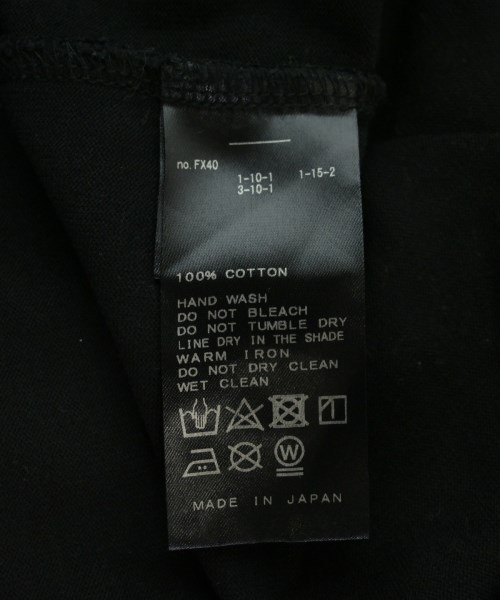 no. FX40
1-10-1 1-15-2
3-10-1
100% COTTON
HAND WASH
DO NOT BLEACH
DO NOT TUMBLE DRY
LINE DRY IN THE SHADE
WARM IRON
DO NOT DRY CLEAN
WET CLEAN
W
MADE IN JAPAN